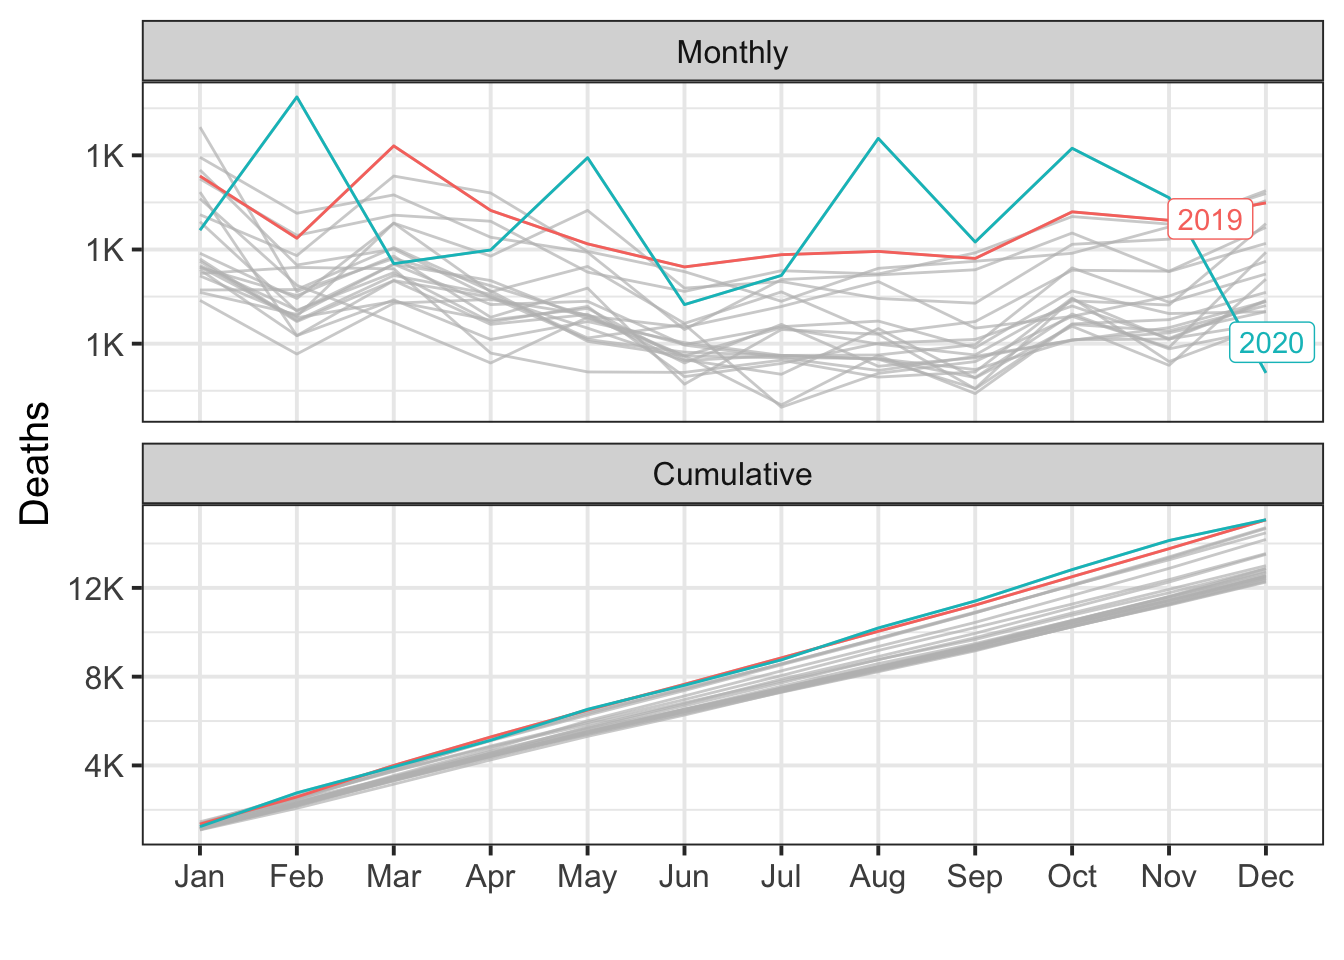 Monthly
1K
1K
2019
1K
2020
Deaths
Cumulative
12K
8K
4K
Jan Feb Mar Apr May Jun Jul Aug Sep Oct Nov Dec